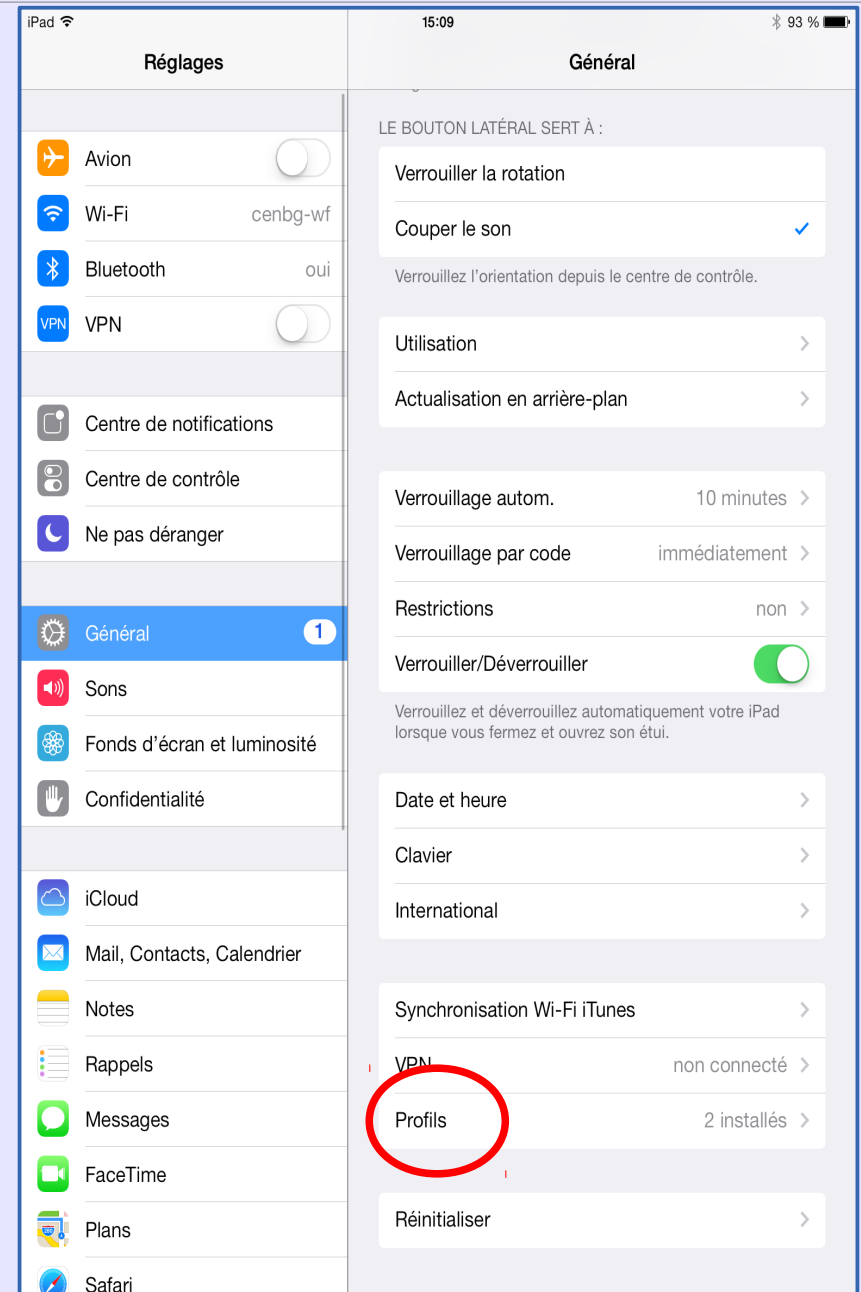 iPad 15:09 93 %
Réglages
Général
Avion
Wi-Fi cenbg-wf
Bluetooth oui
VPN VPN
Centre de notifications
Centre de contrôle
Ne pas déranger
Général 1
Sons
Fonds d'écran et luminosité
Confidentialité
iCloud
Mail, Contacts, Calendrier
Notes
Rappels
Messages
FaceTime
Plans
Safari
LE BOUTON LATÉRAL SERT À :
Verrouiller la rotation
Couper le son
Verrouillez l'orientation depuis le centre de contrôle.
Utilisation
Actualisation en arrière-plan
Verrouillage autom. 10 minutes
Verrouillage par code immédiatement
Restrictions non
Verrouiller/Déverrouiller
Verrouillez et déverrouillez automatiquement votre iPad
lorsque vous fermez et ouvrez son étui.
Date et heure
Clavier
International
Synchronisation Wi-Fi iTunes
VPN non connecté
Profils 2 installés
Réinitialiser